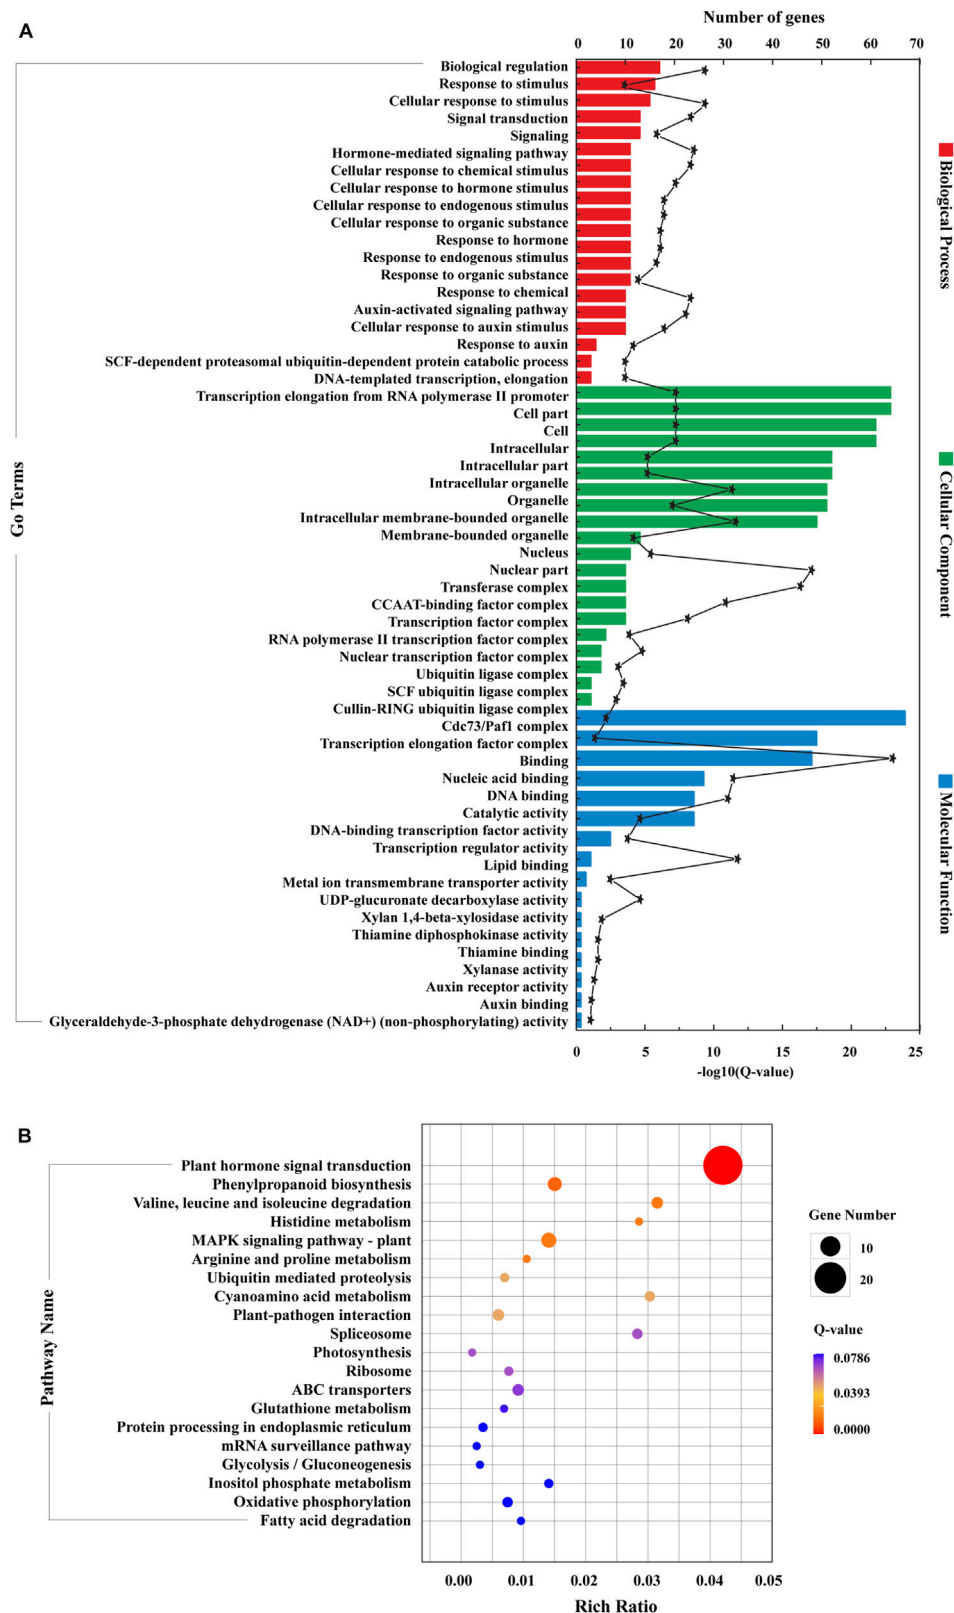 A
Number of genes
0 10 20 30 40 50 60 70
Biological regulation
Response to stimulus
Cellular response to stimulus
Signal transduction
Signaling
Hormone-mediated signaling pathway
Cellular response to chemical stimulus
Cellular response to hormone stimulus
Cellular response to endogenous stimulus
Cellular response to organic substance
Response to hormone
Response to endogenous stimulus
Response to organic substance
Response to chemical
Auxin-activated signaling pathway
Cellular response to auxin stimulus
Response to auxin
SCF-dependent proteasomal ubiquitin-dependent protein catabolic process
DNA-templated transcription, elongation
Transcription elongation from RNA polymerase II promoter
Cell part
Cell
Intracellular
Intracellular part
Intracellular organelle
Organelle
Intracellular membrane-bounded organelle
Membrane-bounded organelle
Nucleus
Nuclear part
Transferase complex
CCAAT-binding factor complex
Transcription factor complex
RNA polymerase II transcription factor complex
Nuclear transcription factor complex
Ubiquitin ligase complex
SCF ubiquitin ligase complex
Cullin-RING ubiquitin ligase complex
Cdc73/Paf1 complex
Transcription elongation factor complex
Binding
Nucleic acid binding
DNA binding
Catalytic activity
DNA-binding transcription factor activity
Transcription regulator activity
Lipid binding
Metal ion transmembrane transporter activity
UDP-glucuronate decarboxylase activity
Xylan 1,4-beta-xylosidase activity
Thiamine diphosphokinase activity
Thiamine binding
Xylanase activity
Auxin receptor activity
Auxin binding
Glyceraldehyde-3-phosphate dehydrogenase (NAD+) (non-phosphorylating) activity
Go Terms
Biological Process
Cellular Component
Molecular Function
0 5 10 15 20 25
-log10(Q-value)
B
Plant hormone signal transduction
Phenylpropanoid biosynthesis
Valine, leucine and isoleucine degradation
Histidine metabolism
MAPK signaling pathway - plant
Arginine and proline metabolism
Ubiquitin mediated proteolysis
Cyanoamino acid metabolism
Plant-pathogen interaction
Spliceosome
Photosynthesis
Ribosome
ABC transporters
Glutathione metabolism
Protein processing in endoplasmic reticulum
mRNA surveillance pathway
Glycolysis / Gluconeogenesis
Inositol phosphate metabolism
Oxidative phosphorylation
Fatty acid degradation
Pathway Name
Gene Number
10
20
Q-value
0.0786
0.0393
0.0000
0.00 0.01 0.02 0.03 0.04 0.05
Rich Ratio